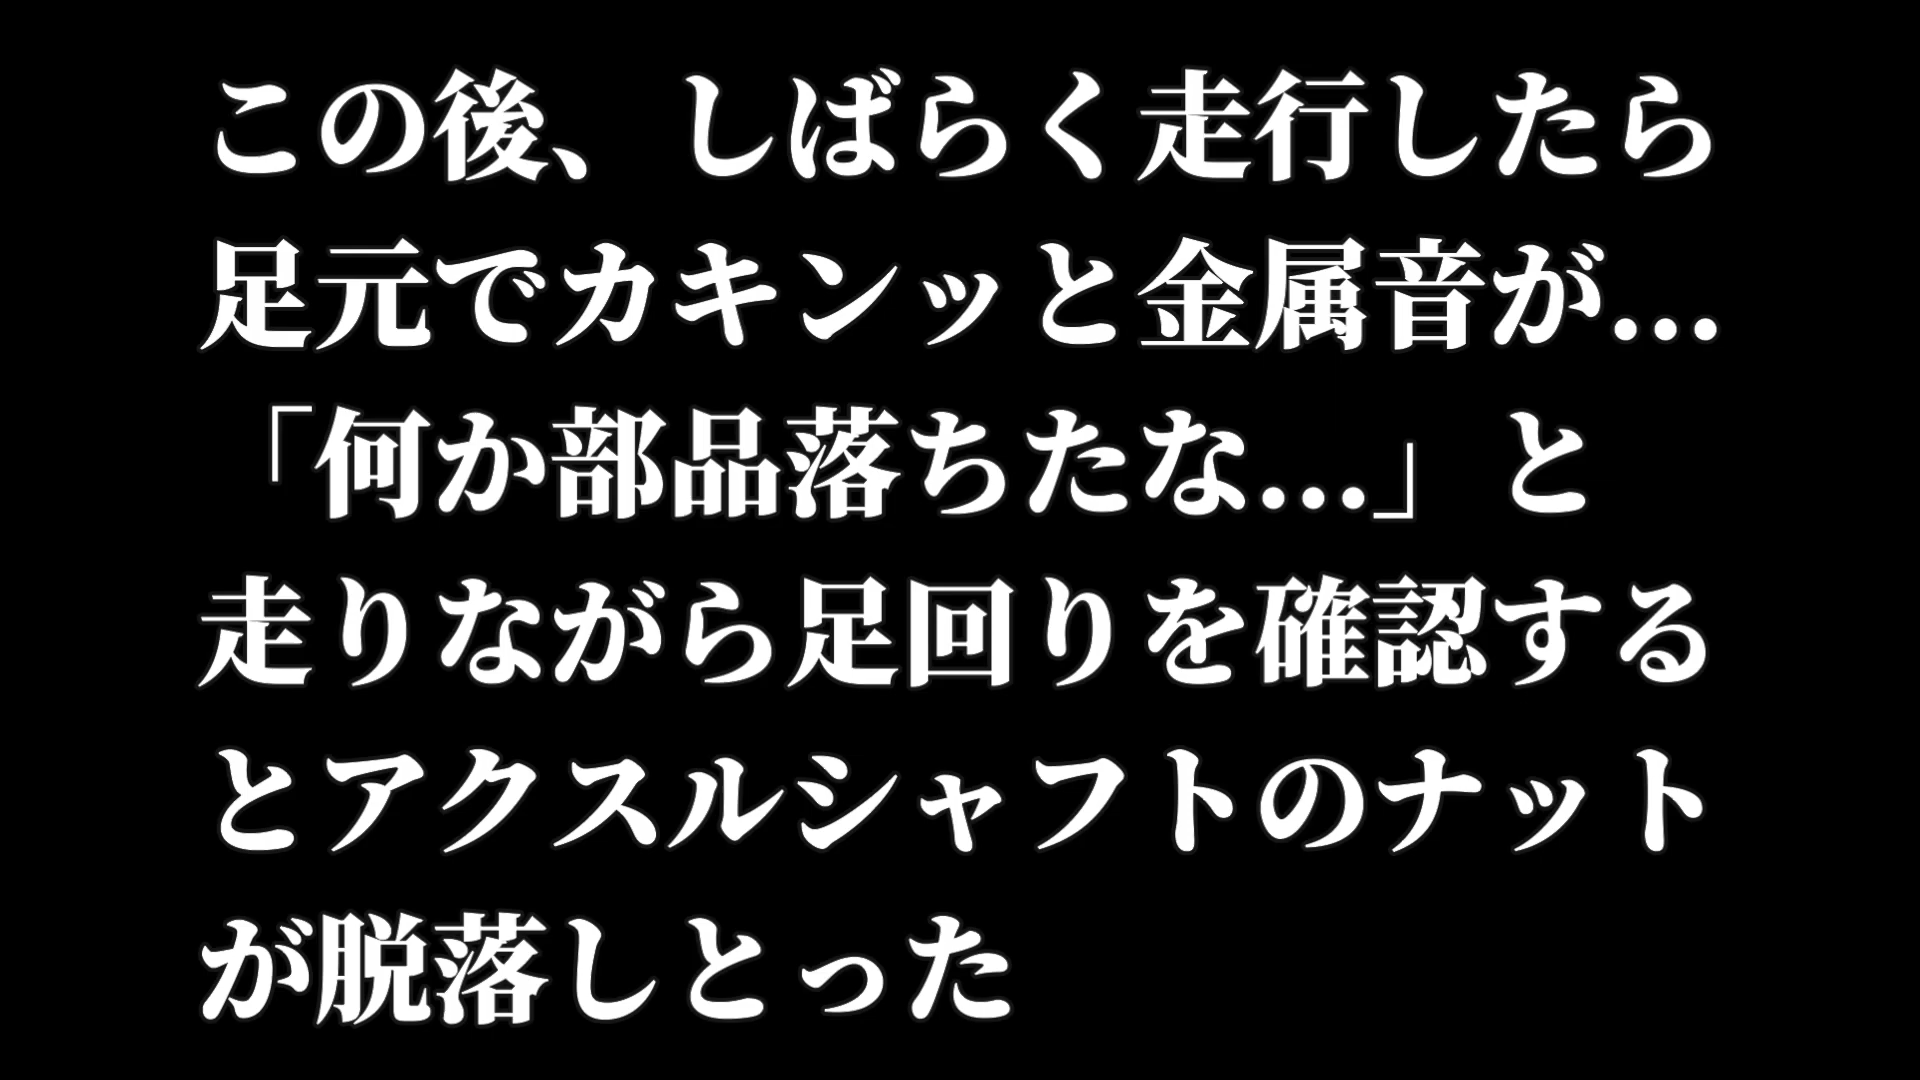 この後、しばらく走行したら
足元でカキンッと金属音が…
「何か部品落ちたな…」と
走りながら足回りを確認する
とアクスルシャフトのナット
が脱落しとった